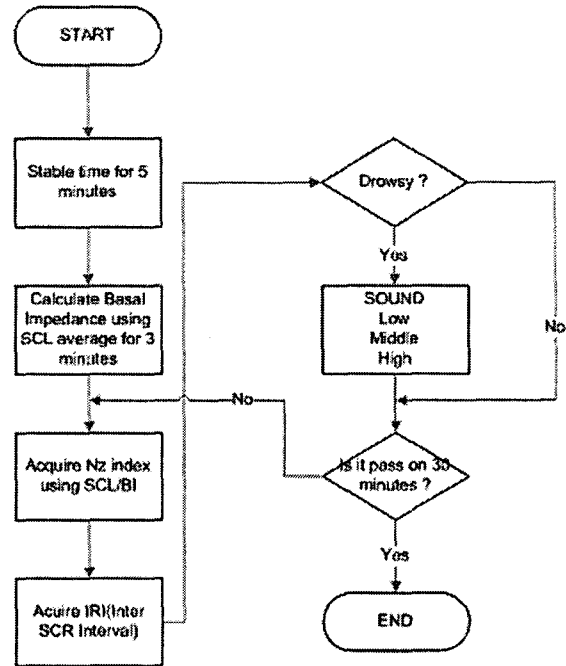 START
Stable time for 5
minutes
Calculate Basal
Impedance using
SCL average for 3
minutes
Acquire Nz index
using SCL/BI
Acuire IRI(Inter
SCR Interval)
Drowsy ?
Yes
No
SOUND
Low
Middle
High
No
Is it pass on 30
minutes ?
Yes
END